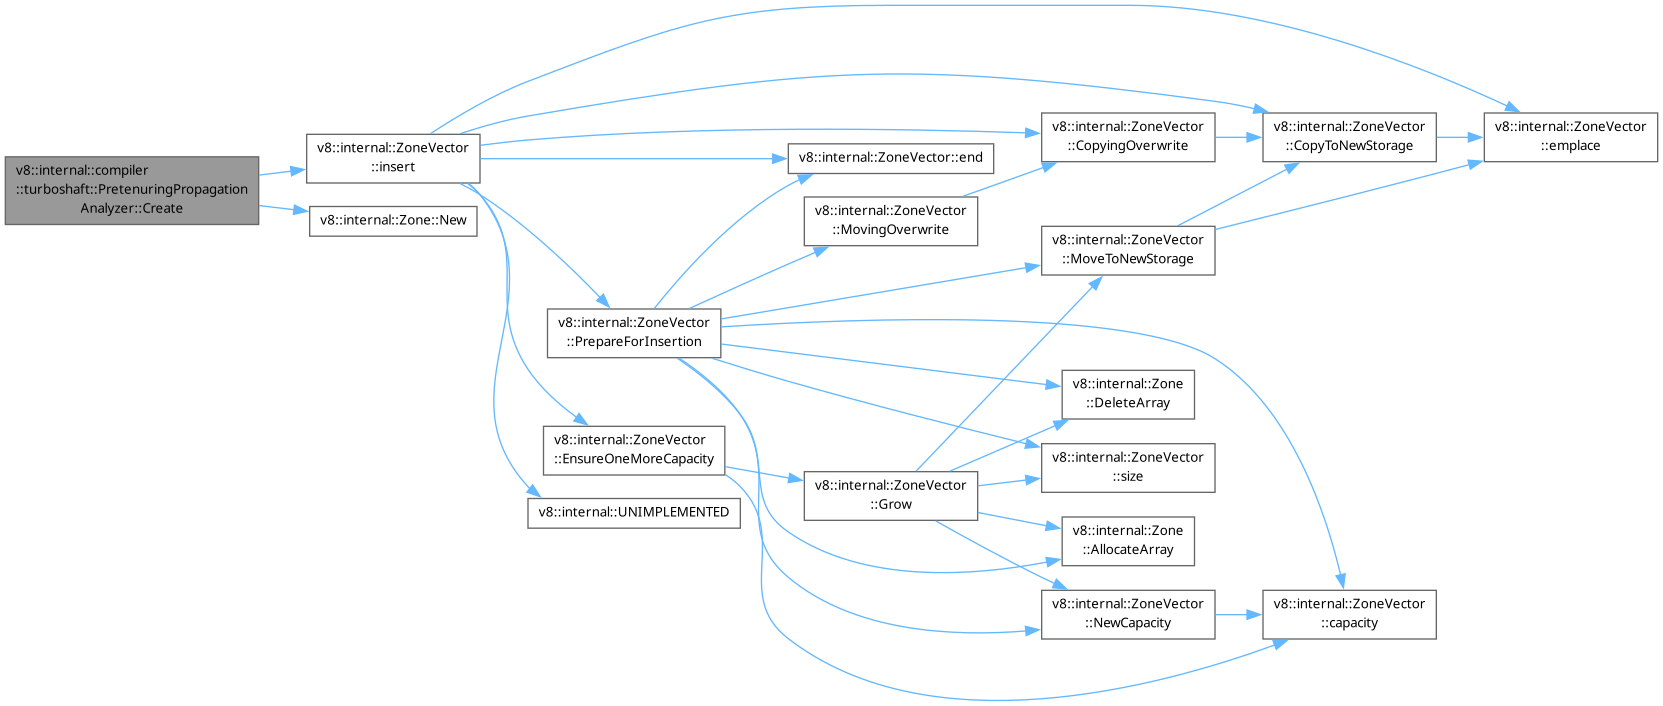 v8::internal::compiler
::turboshaft::PretenuringPropagation
Analyzer::Create
v8::internal::ZoneVector
::insert
v8::internal::Zone::New
v8::internal::ZoneVector
::PrepareForInsertion
v8::internal::ZoneVector
::EnsureOneMoreCapacity
v8::internal::UNIMPLEMENTED
v8::internal::ZoneVector::end
v8::internal::ZoneVector
::MovingOverwrite
v8::internal::ZoneVector
::Grow
v8::internal::ZoneVector
::CopyingOverwrite
v8::internal::ZoneVector
::MoveToNewStorage
v8::internal::Zone
::DeleteArray
v8::internal::ZoneVector
::size
v8::internal::Zone
::AllocateArray
v8::internal::ZoneVector
::NewCapacity
v8::internal::ZoneVector
::CopyToNewStorage
v8::internal::ZoneVector
::capacity
v8::internal::ZoneVector
::emplace